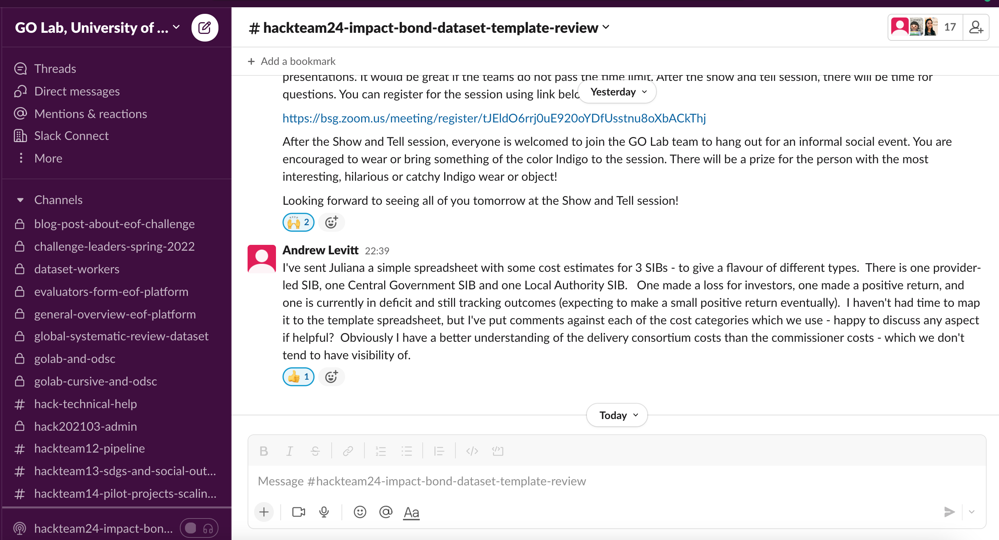 GO Lab, University of ...
Threads
Direct messages
Mentions & reactions
Slack Connect
More
Channels
blog-post-about-eof-challenge
challenge-leaders-spring-2022
dataset-workers
evaluators-form-eof-platform
general-overview-eof-platform
global-systematic-review-dataset
golab-and-odsc
golab-cursive-and-odsc
# hack-technical-help
hack202103-admin
# hackteam12-pipeline
# hackteam13-sdgs-and-social-out...
# hackteam14-pilot-projects-scalin...
hackteam24-impact-bon...
# hackteam24-impact-bond-dataset-template-review
17
+ Add a bookmark
presentations. It would be great if the teams do not pass the time limit. After the show and tell session, there will be time for
questions. You can register for the session using link belo
Yesterday
https://bsg.zoom.us/meeting/register/tJEldO6rrj0uE920oYDfUsstnu8oXbACkThj
After the Show and Tell session, everyone is welcomed to join the GO Lab team to hang out for an informal social event. You are
encouraged to wear or bring something of the color Indigo to the session. There will be a prize for the person with the most
interesting, hilarious or catchy Indigo wear or object!
Looking forward to seeing all of you tomorrow at the Show and Tell session!
2
Andrew Levitt 22:39
I've sent Juliana a simple spreadsheet with some cost estimates for 3 SIBs - to give a flavour of different types. There is one provider-
led SIB, one Central Government SIB and one Local Authority SIB. One made a loss for investors, one made a positive return, and
one is currently in deficit and still tracking outcomes (expecting to make a small positive return eventually). I haven't had time to map
it to the template spreadsheet, but I've put comments against each of the cost categories which we use - happy to discuss any aspect
if helpful? Obviously I have a better understanding of the delivery consortium costs than the commissioner costs - which we don't
tend to have visibility of.
1
Today
B I S
Message #hackteam24-impact-bond-dataset-template-review
Aa